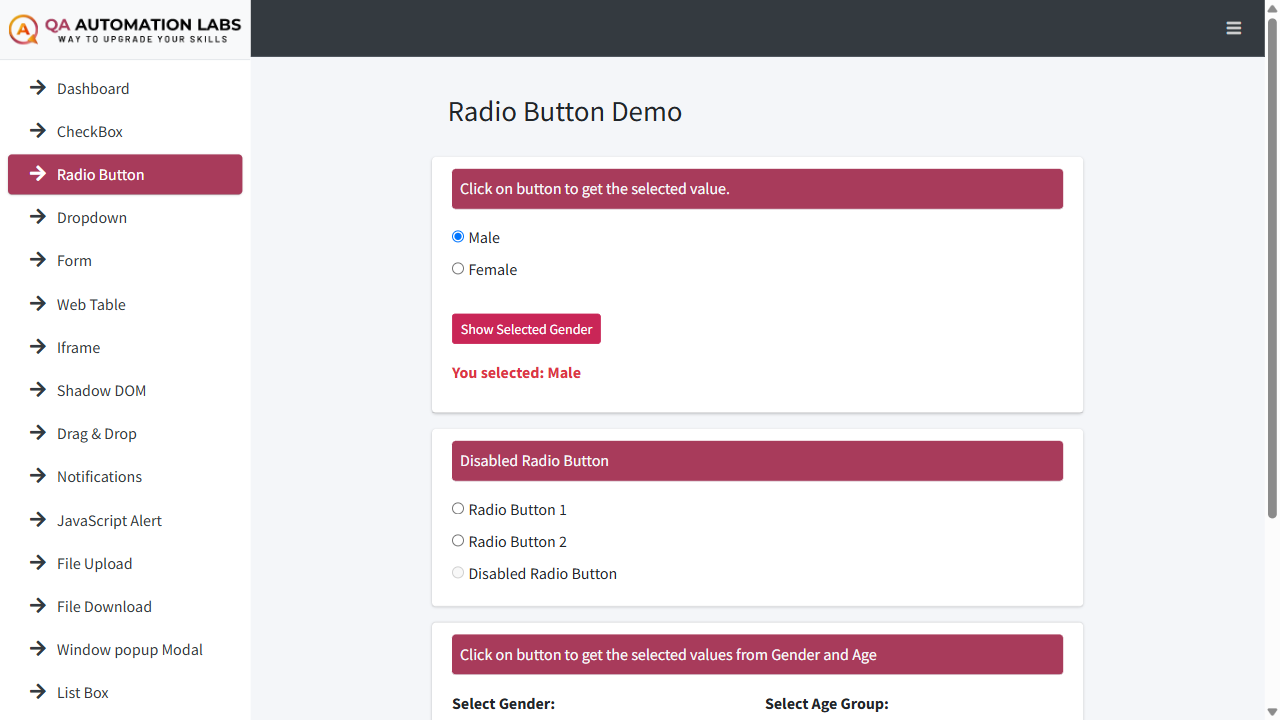 QA AUTOMATION LABS
WAY TO UPGRADE YOUR SKILLS
Dashboard
CheckBox
Radio Button
Dropdown
Form
Web Table
Iframe
Shadow DOM
Drag & Drop
Notifications
JavaScript Alert
File Upload
File Download
Window popup Modal
List Box
Radio Button Demo
Click on button to get the selected value.
Male
Female
Show Selected Gender
You selected: Male
Disabled Radio Button
Radio Button 1
Radio Button 2
Disabled Radio Button
Click on button to get the selected values from Gender and Age
Select Gender: Select Age Group: